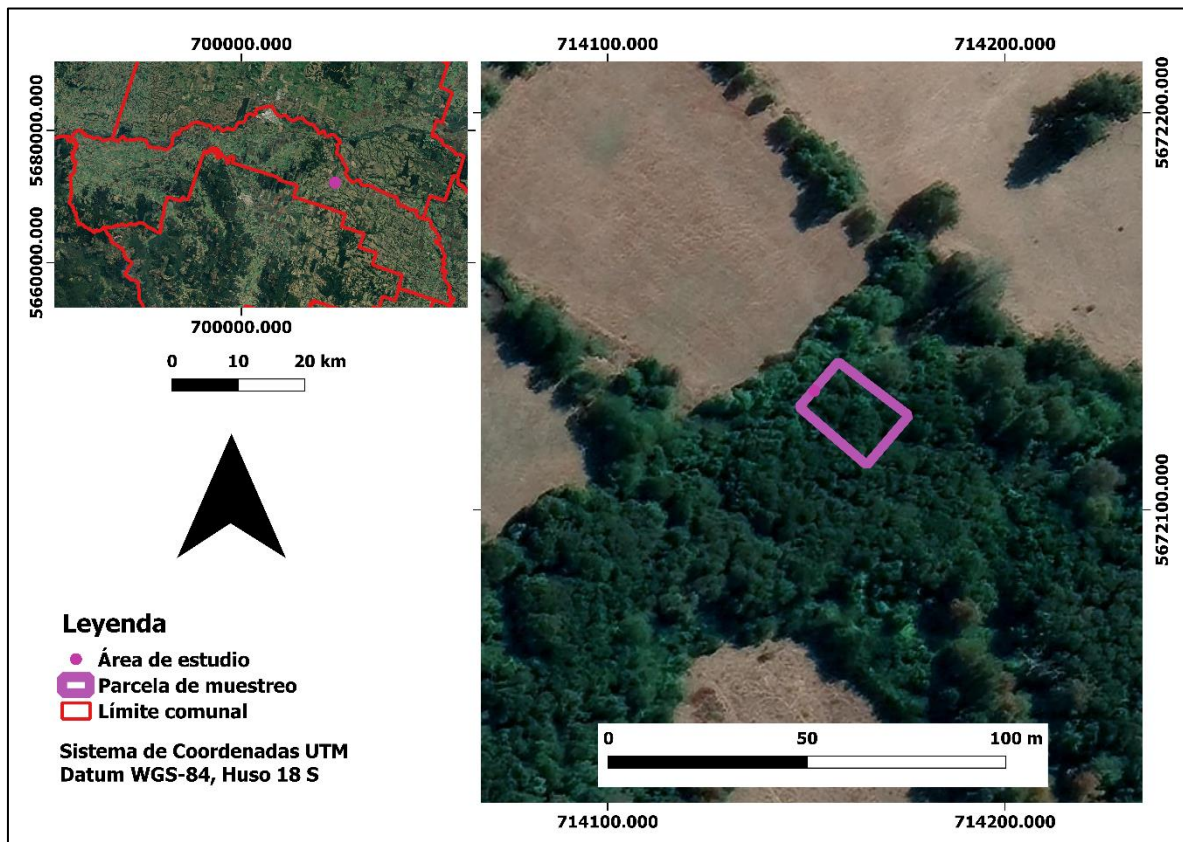 700000.000
5680000.000
5660000.000
700000.000
0 10 20 km
Leyenda
Área de estudio
Parcela de muestreo
Límite comunal
Sistema de Coordenadas UTM
Datum WGS-84, Huso 18 S
714100.000 714200.000
5672200.000
5672100.000
0 50 100 m
714100.000 714200.000